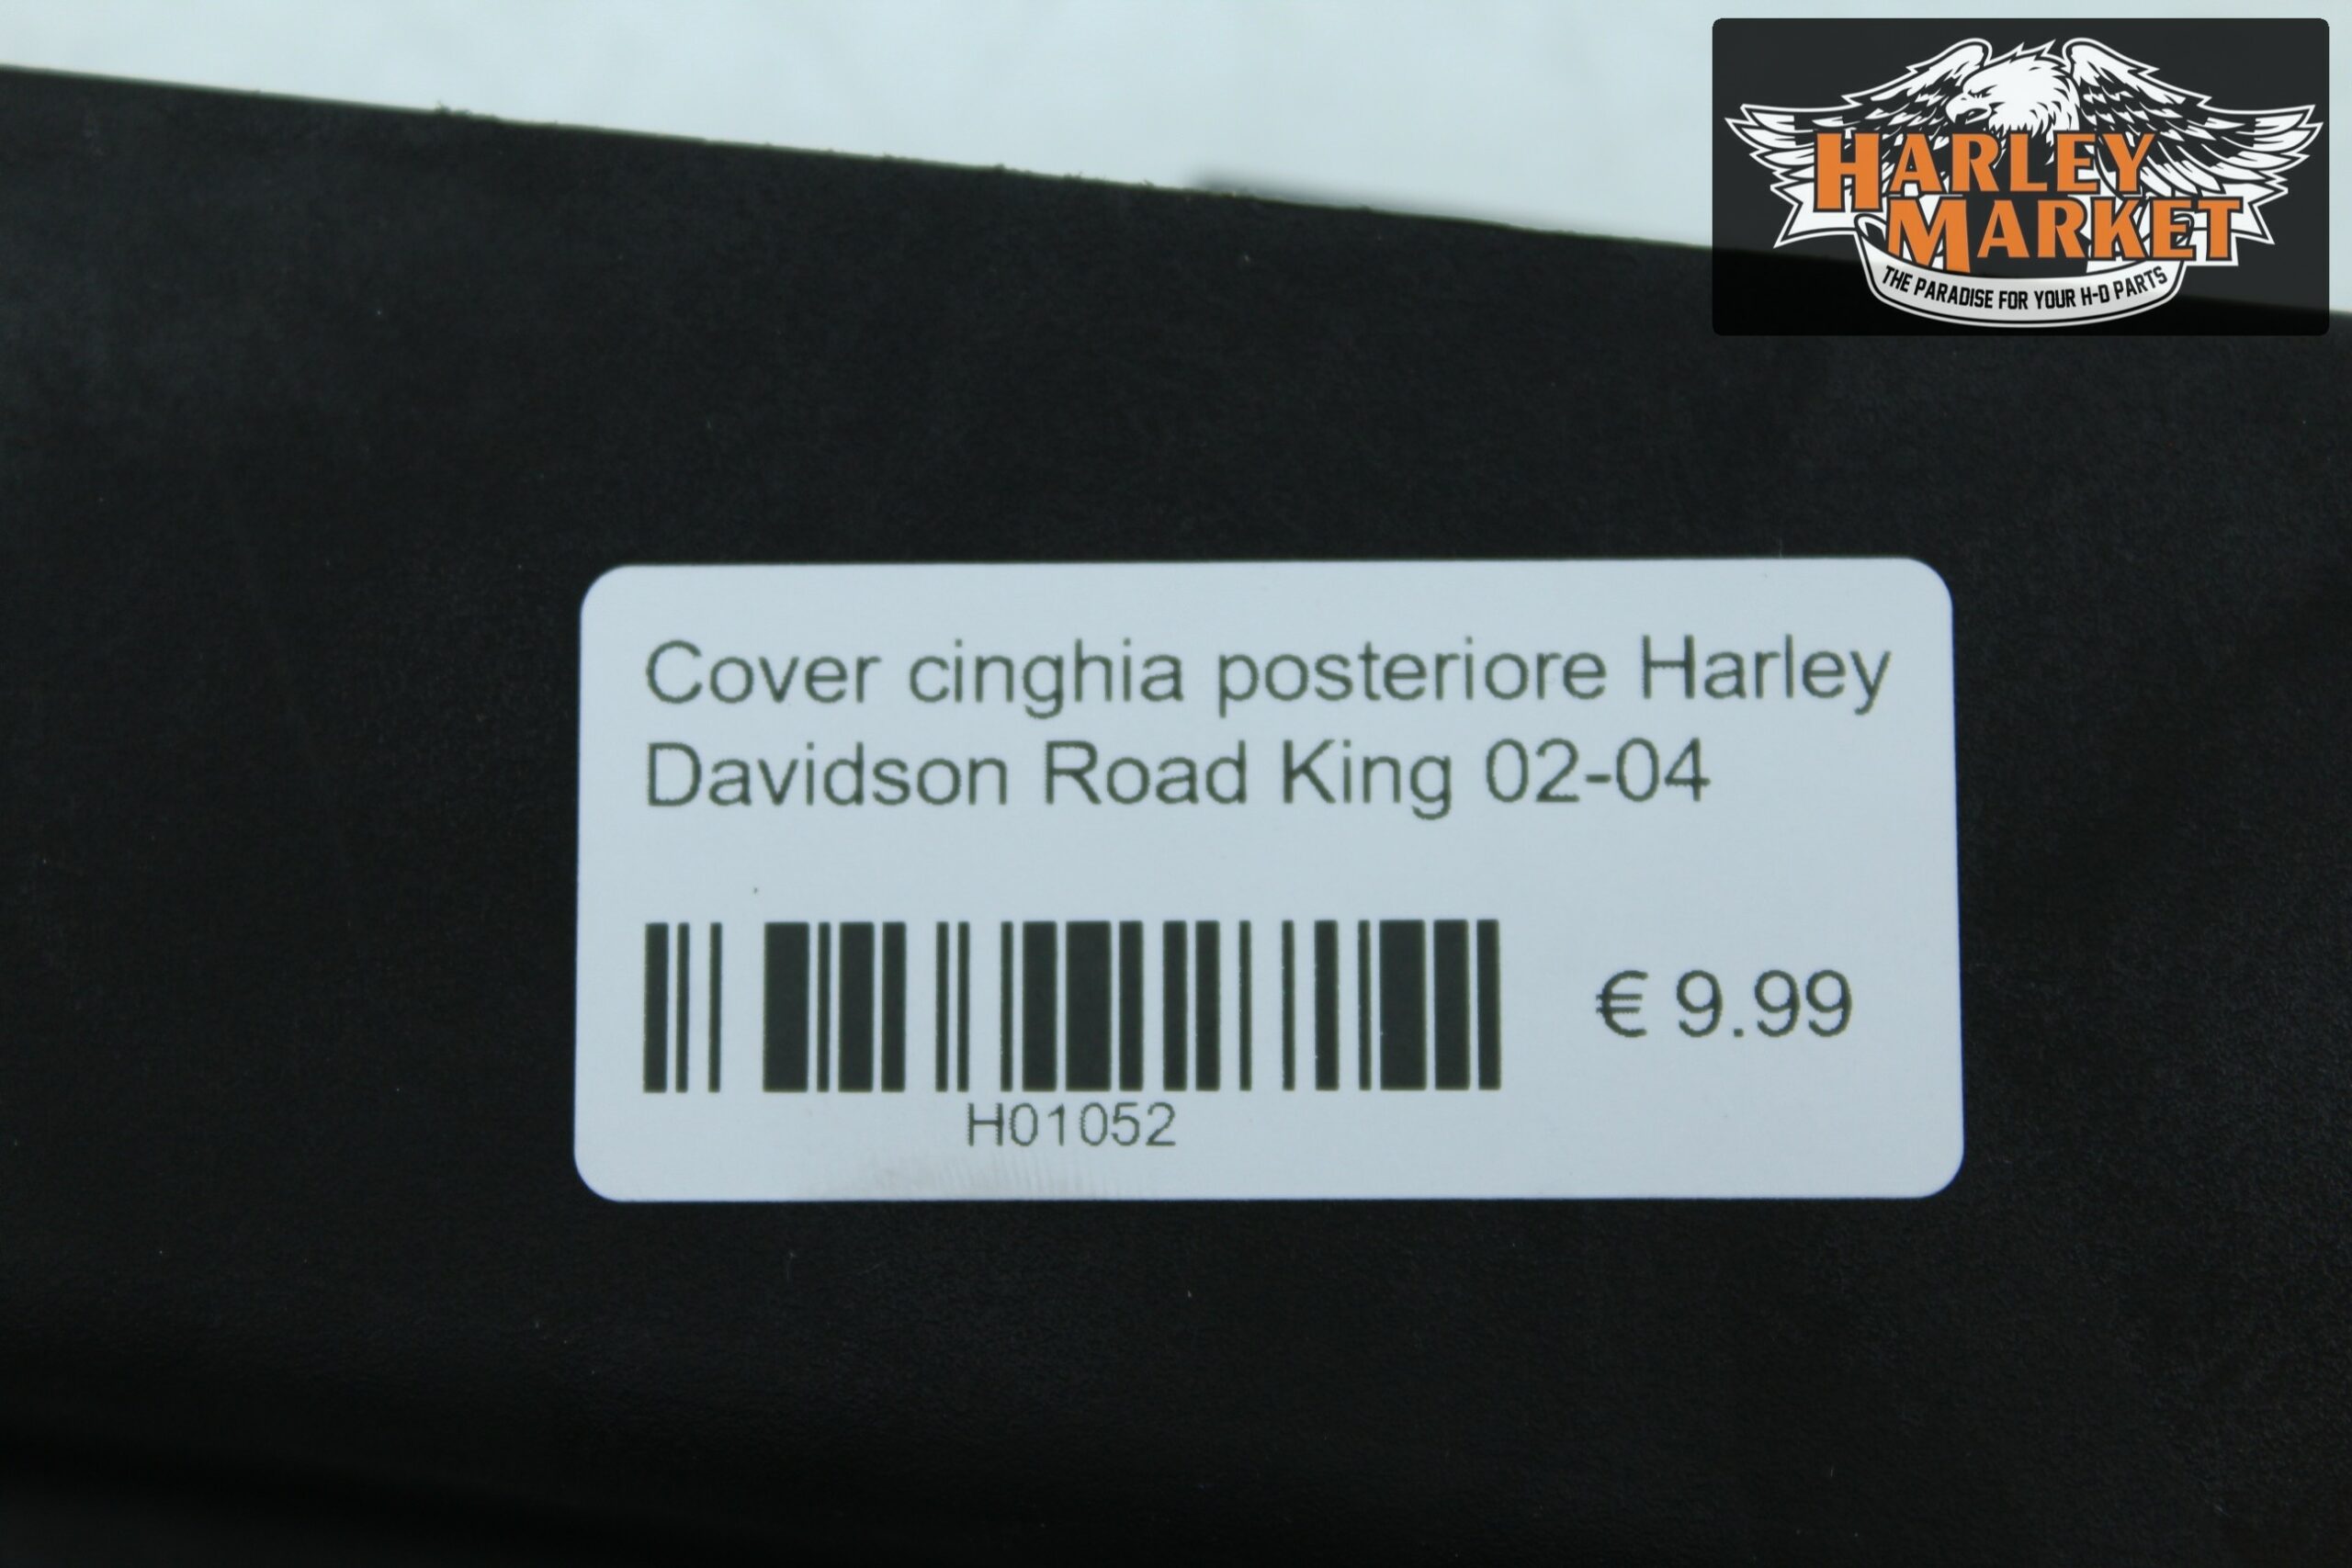 HARLEY
MARKET
THE PARADISE FOR YOUR H-D PARTS
Cover cinghia posteriore Harley
Davidson Road King 02-04
€ 9.99
H01052